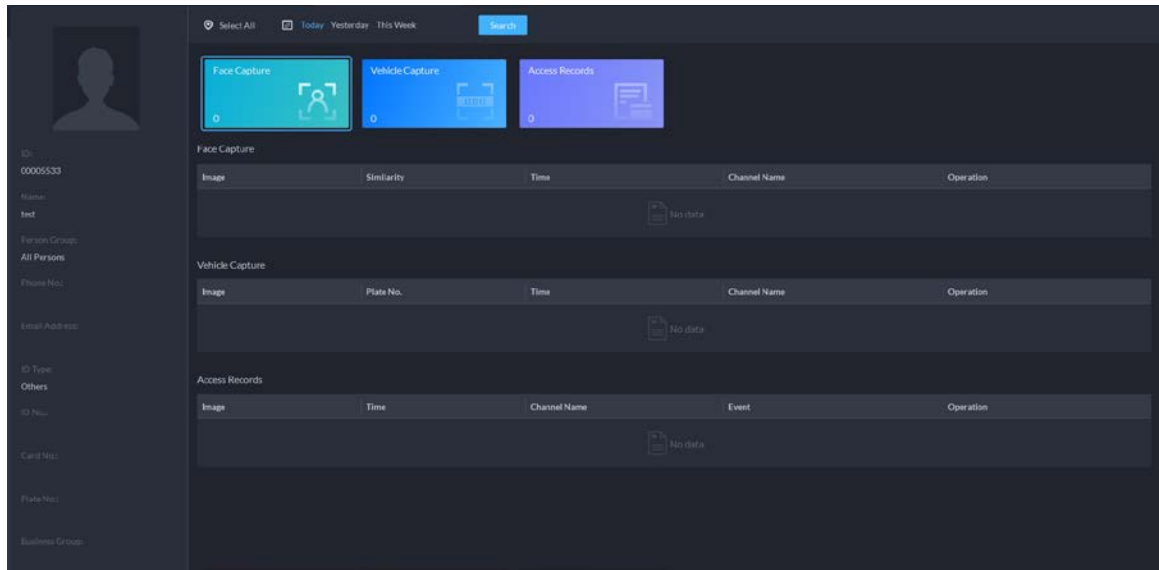 Select All Today Yesterday This Week Search
ID:
00005533
Name:
test
Person Group:
All Persons
Phone No.:
Email Address:
ID Type:
Others
ID No.:
Card No.:
Plate No.:
Business Group:
Face Capture Vehicle Capture Access Records
0 0 0
Face Capture
Image Similarity Time Channel Name Operation
No data
Vehicle Capture
Image Plate No. Time Channel Name Operation
No data
Access Records
Image Time Channel Name Event Operation
No data